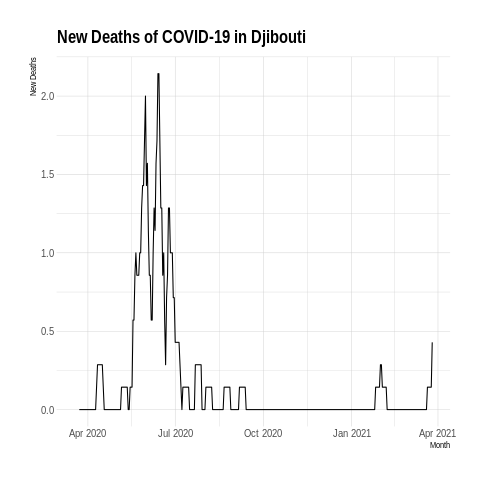 New Deaths of COVID-19 in Djibouti
New Deaths
2.0
1.5
1.0
0.5
0.0
Apr 2020 Jul 2020 Oct 2020 Jan 2021 Apr 2021
Month